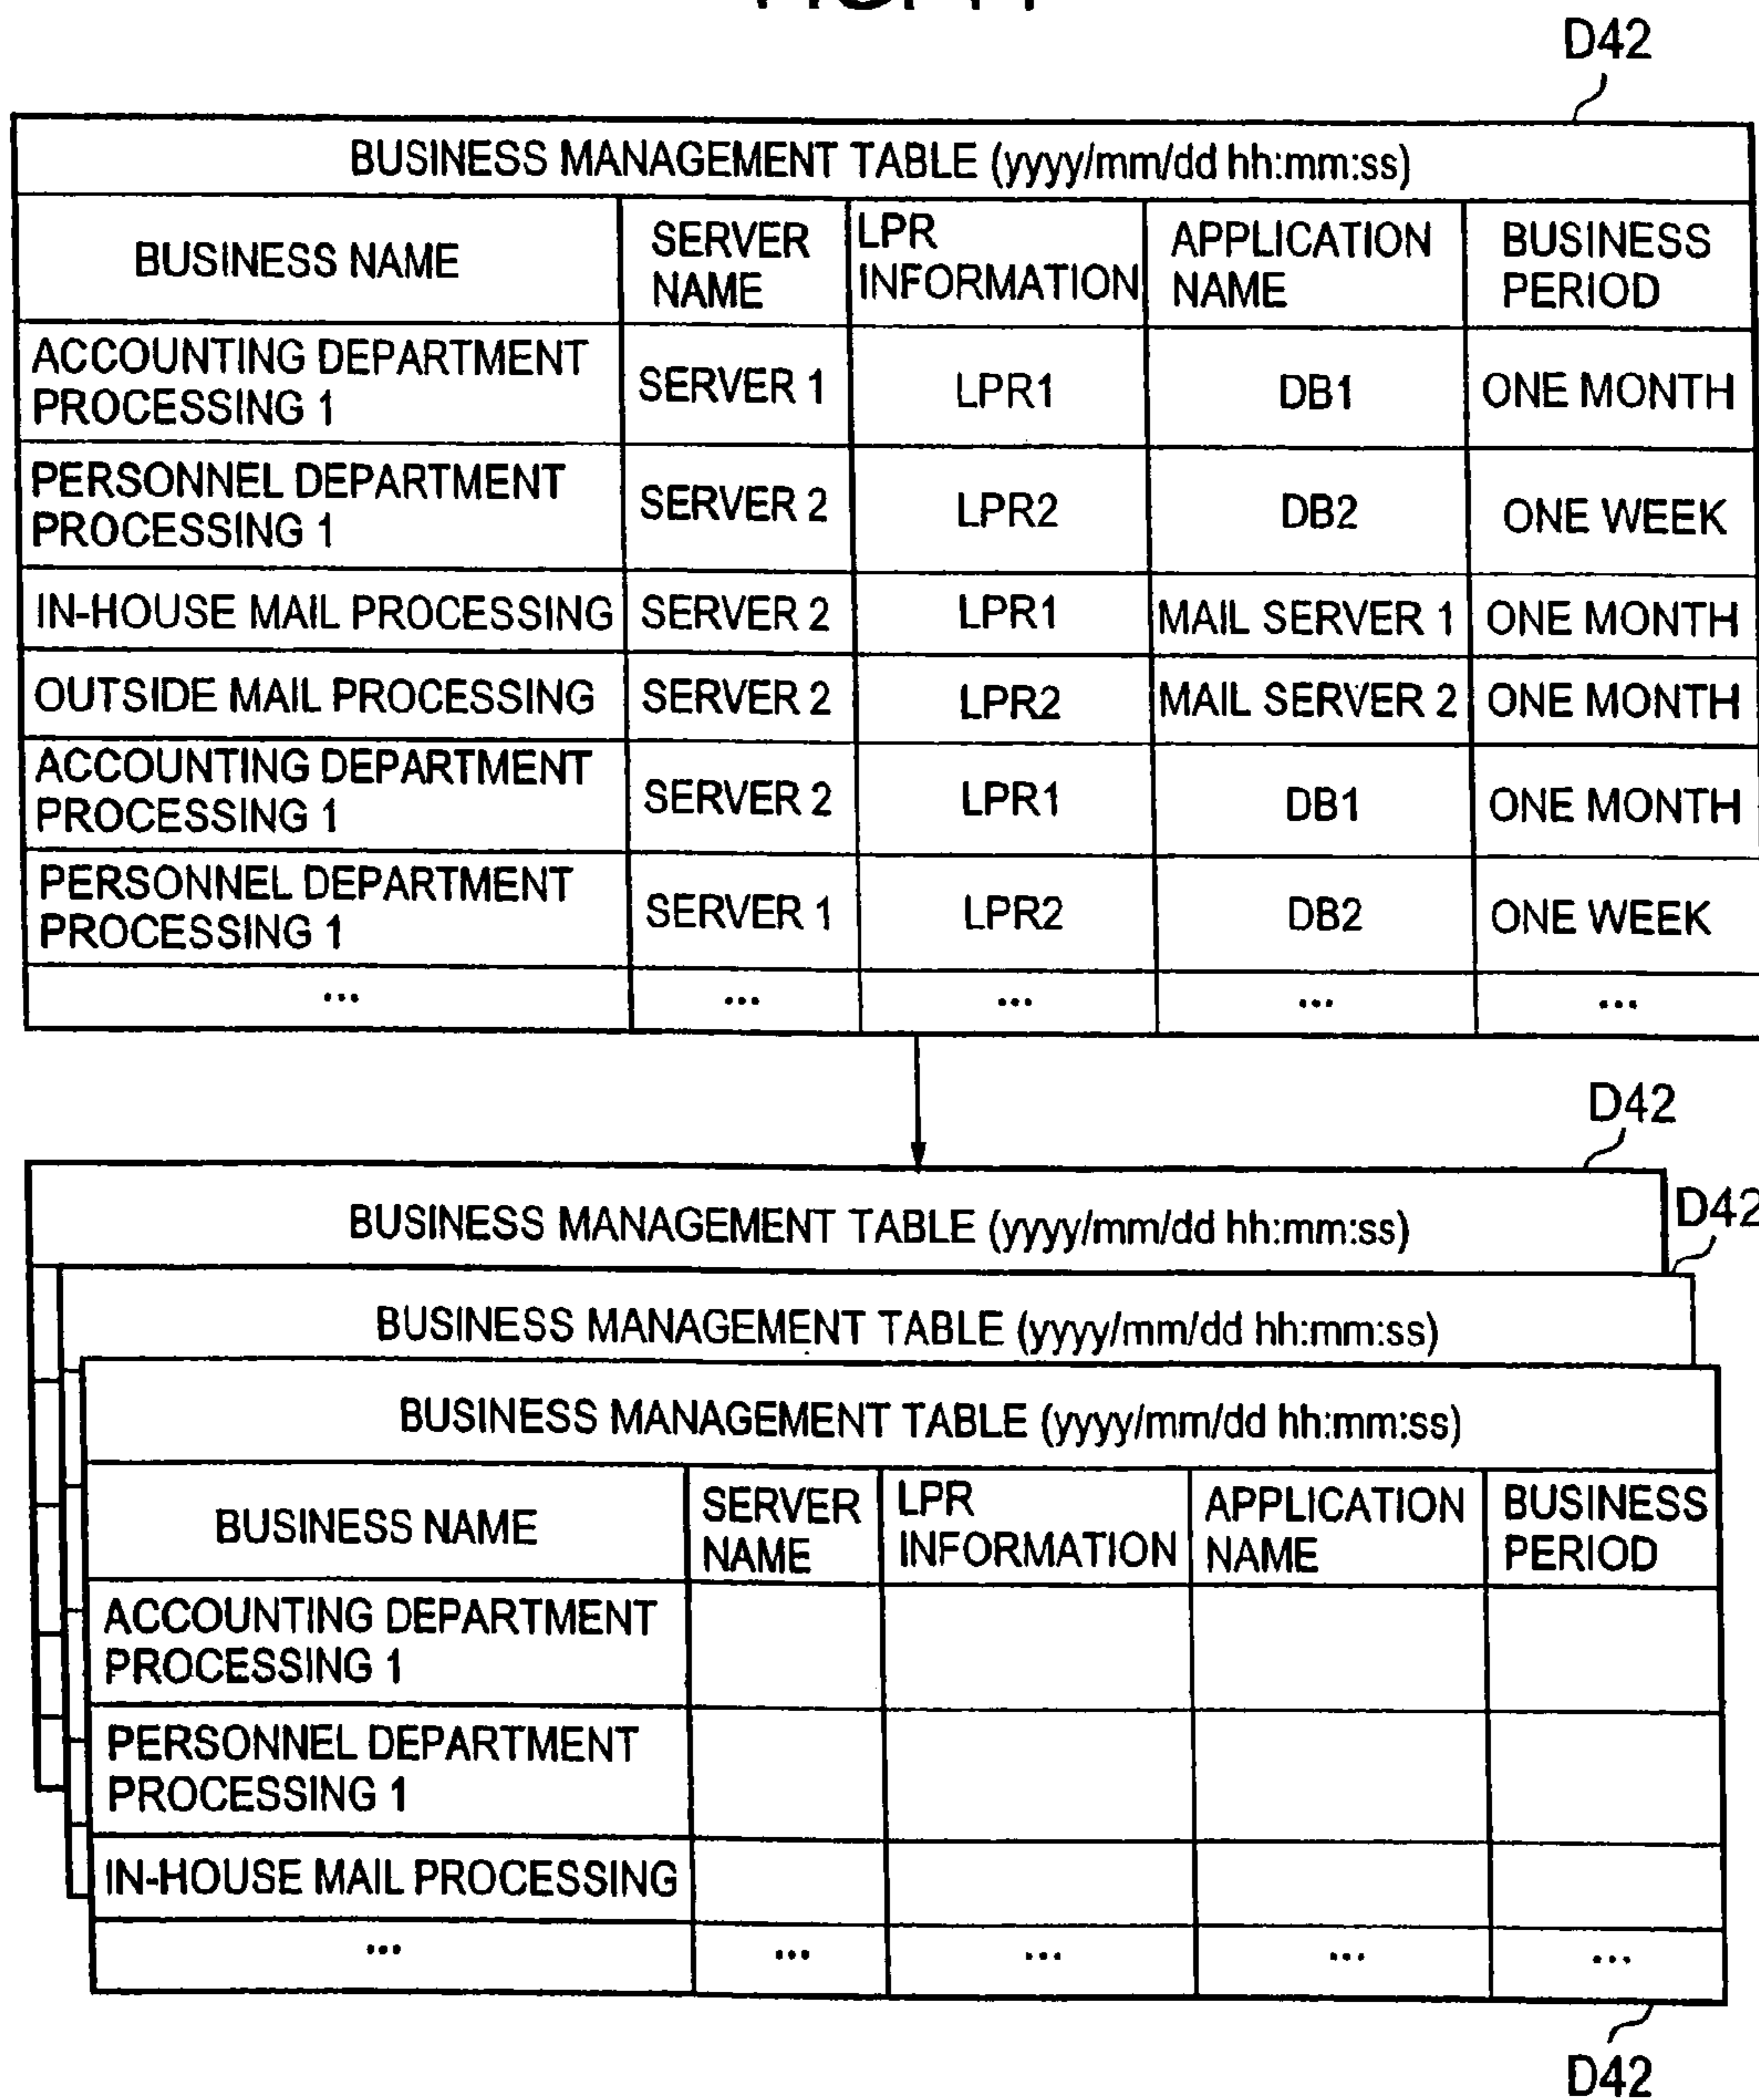 D42
BUSINESS MANAGEMENT TABLE (yyyy/mm/dd hh:mm:ss)
BUSINESS NAME SERVER NAME LPR INFORMATION APPLICATION NAME BUSINESS PERIOD
ACCOUNTING DEPARTMENT PROCESSING 1 SERVER 1 LPR1 DB1 ONE MONTH
PERSONNEL DEPARTMENT PROCESSING 1 SERVER 2 LPR2 DB2 ONE WEEK
IN-HOUSE MAIL PROCESSING SERVER 2 LPR1 MAIL SERVER 1 ONE MONTH
OUTSIDE MAIL PROCESSING SERVER 2 LPR2 MAIL SERVER 2 ONE MONTH
ACCOUNTING DEPARTMENT PROCESSING 1 SERVER 2 LPR1 DB1 ONE MONTH
PERSONNEL DEPARTMENT PROCESSING 1 SERVER 1 LPR2 DB2 ONE WEEK
... ... ... ... ...
D42
BUSINESS MANAGEMENT TABLE (yyyy/mm/dd hh:mm:ss)
D42
BUSINESS MANAGEMENT TABLE (yyyy/mm/dd hh:mm:ss)
BUSINESS MANAGEMENT TABLE (yyyy/mm/dd hh:mm:ss)
BUSINESS NAME SERVER NAME LPR INFORMATION APPLICATION NAME BUSINESS PERIOD
ACCOUNTING DEPARTMENT PROCESSING 1
PERSONNEL DEPARTMENT PROCESSING 1
IN-HOUSE MAIL PROCESSING
... ... ... ... ...
D42